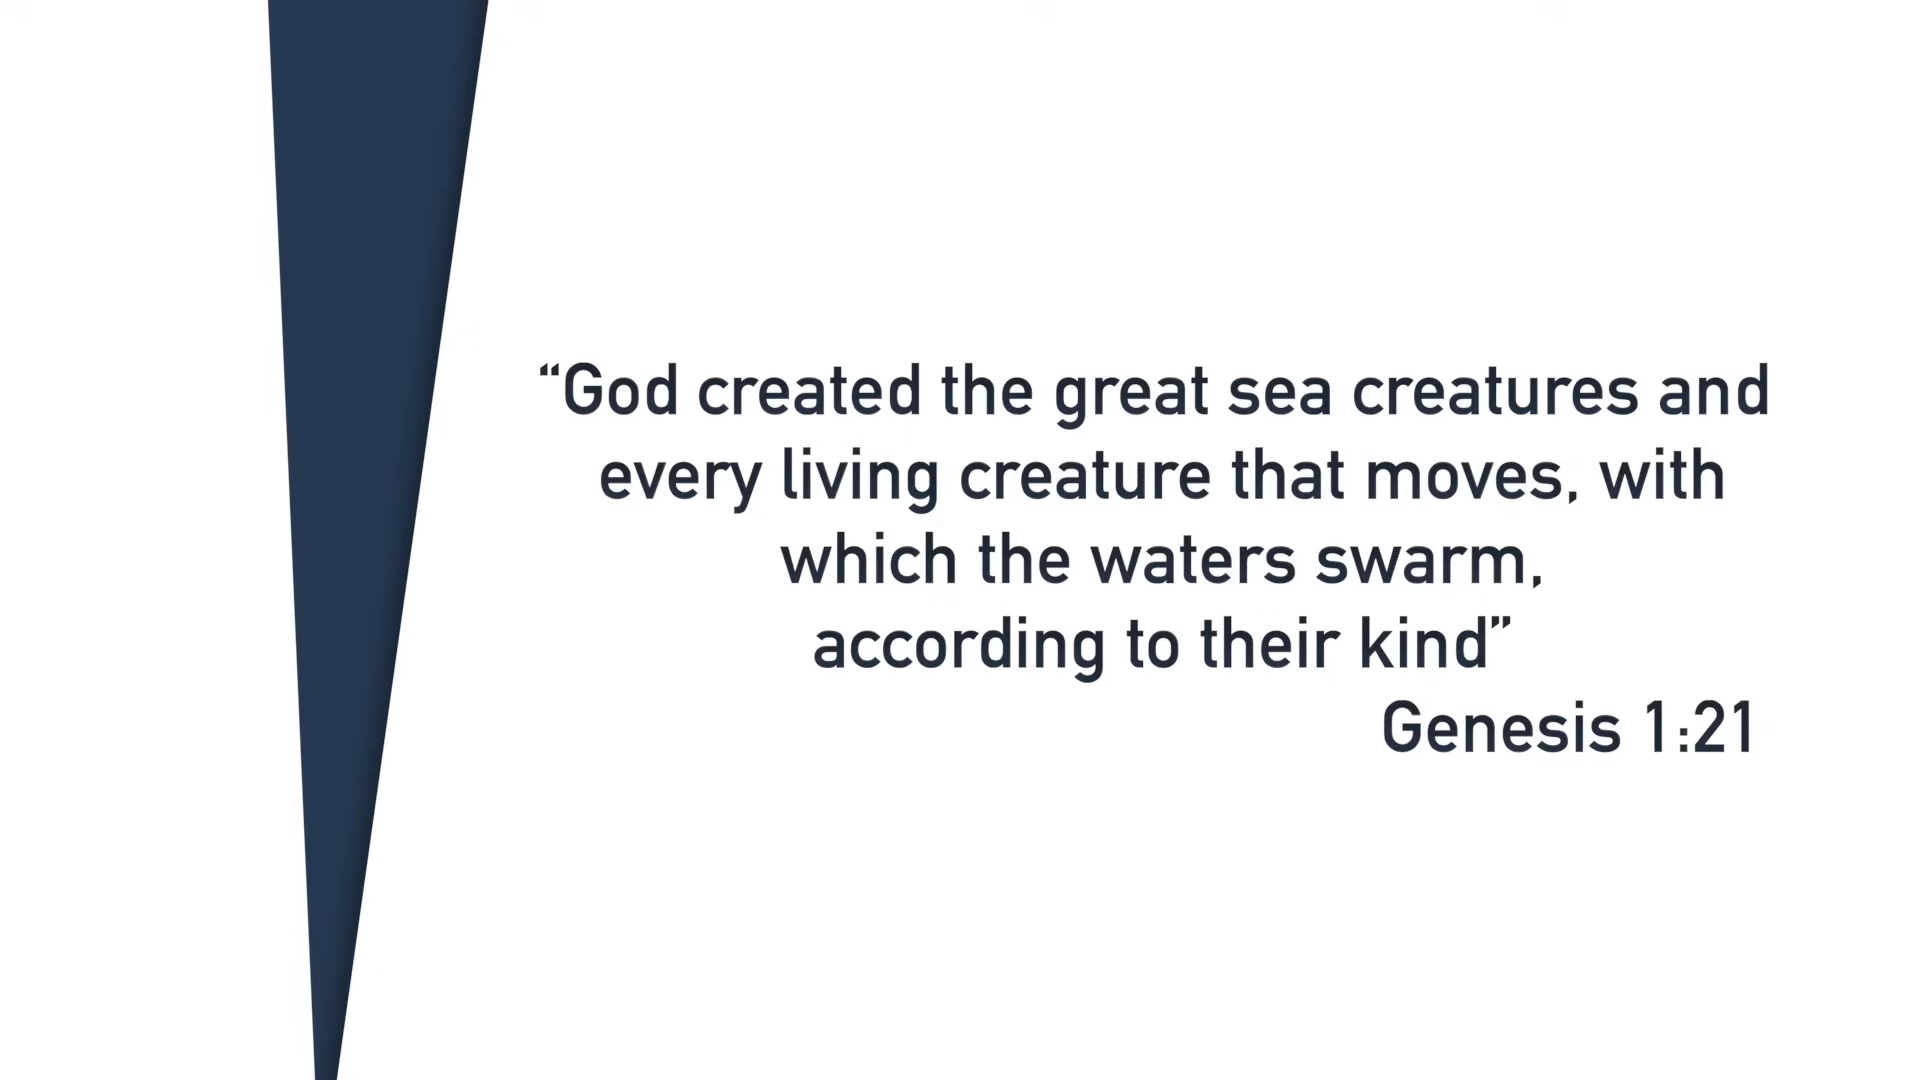 “God created the great sea creatures and
every living creature that moves, with
which the waters swarm,
according to their kind”
Genesis 1:21